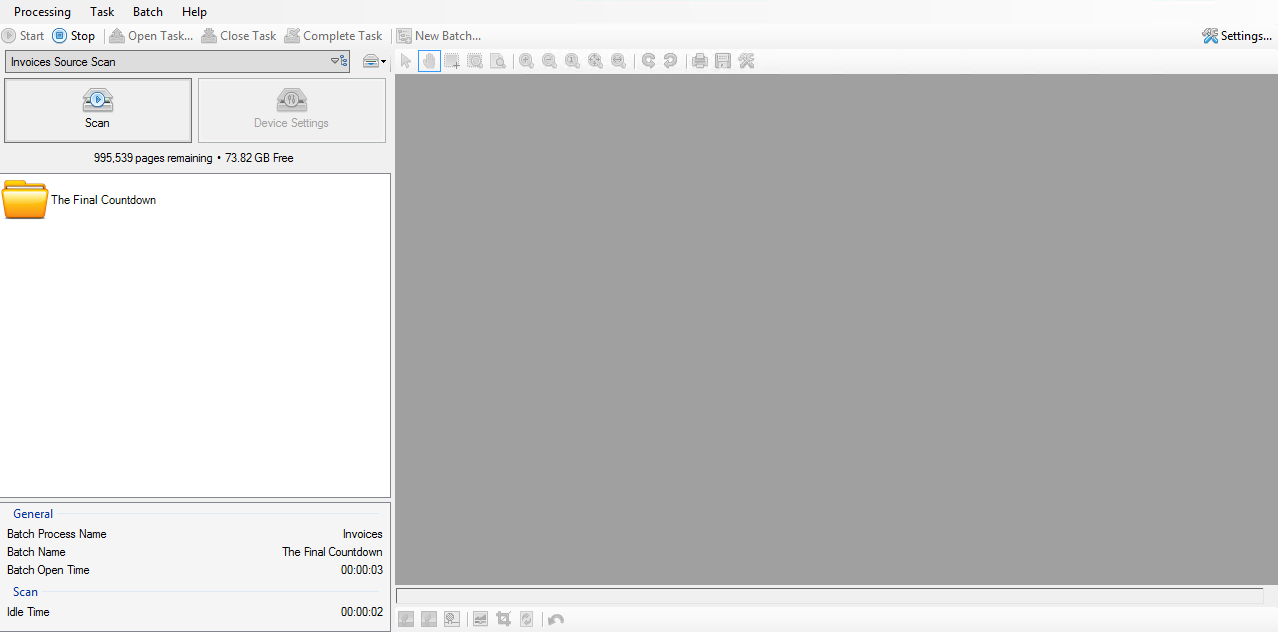 Processing Task Batch Help
Start Stop Open Task... Close Task Complete Task New Batch... Settings...
Invoices Source Scan
Scan Device Settings
995,539 pages remaining • 73.82 GB Free
The Final Countdown
General
Batch Process Name Invoices
Batch Name The Final Countdown
Batch Open Time 00:00:03
Scan
Idle Time 00:00:02